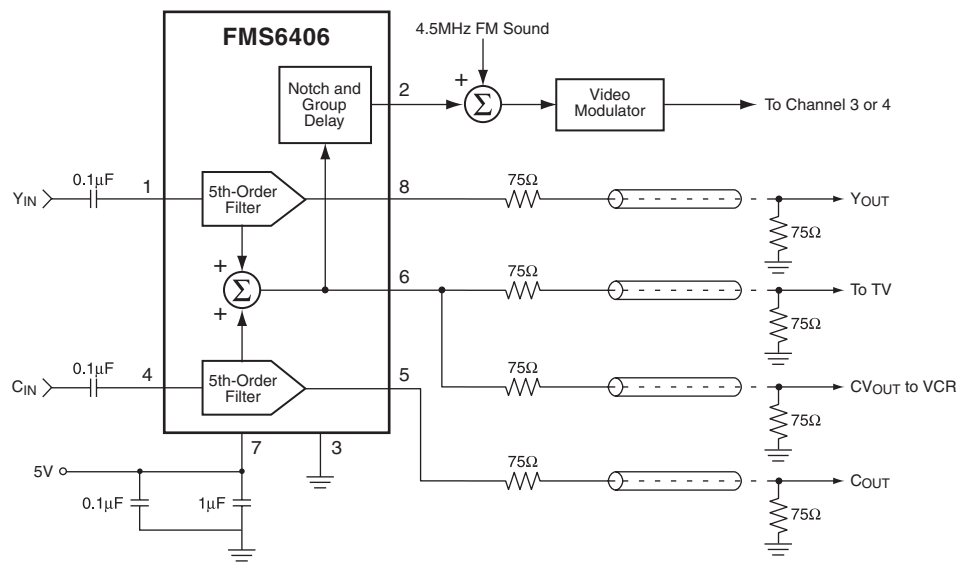 FMS6406
4.5MHz FM Sound
+
Σ
Notch and
Group
Delay
2
Video
Modulator
To Channel 3 or 4
YIN
0.1µF
1
5th-Order
Filter
8
75Ω
YOUT
75Ω
+
Σ
+
6
75Ω
To TV
75Ω
CIN
0.1µF
4
5th-Order
Filter
5
75Ω
CVOUT to VCR
75Ω
7
3
5V
0.1µF
1µF
75Ω
COUT
75Ω